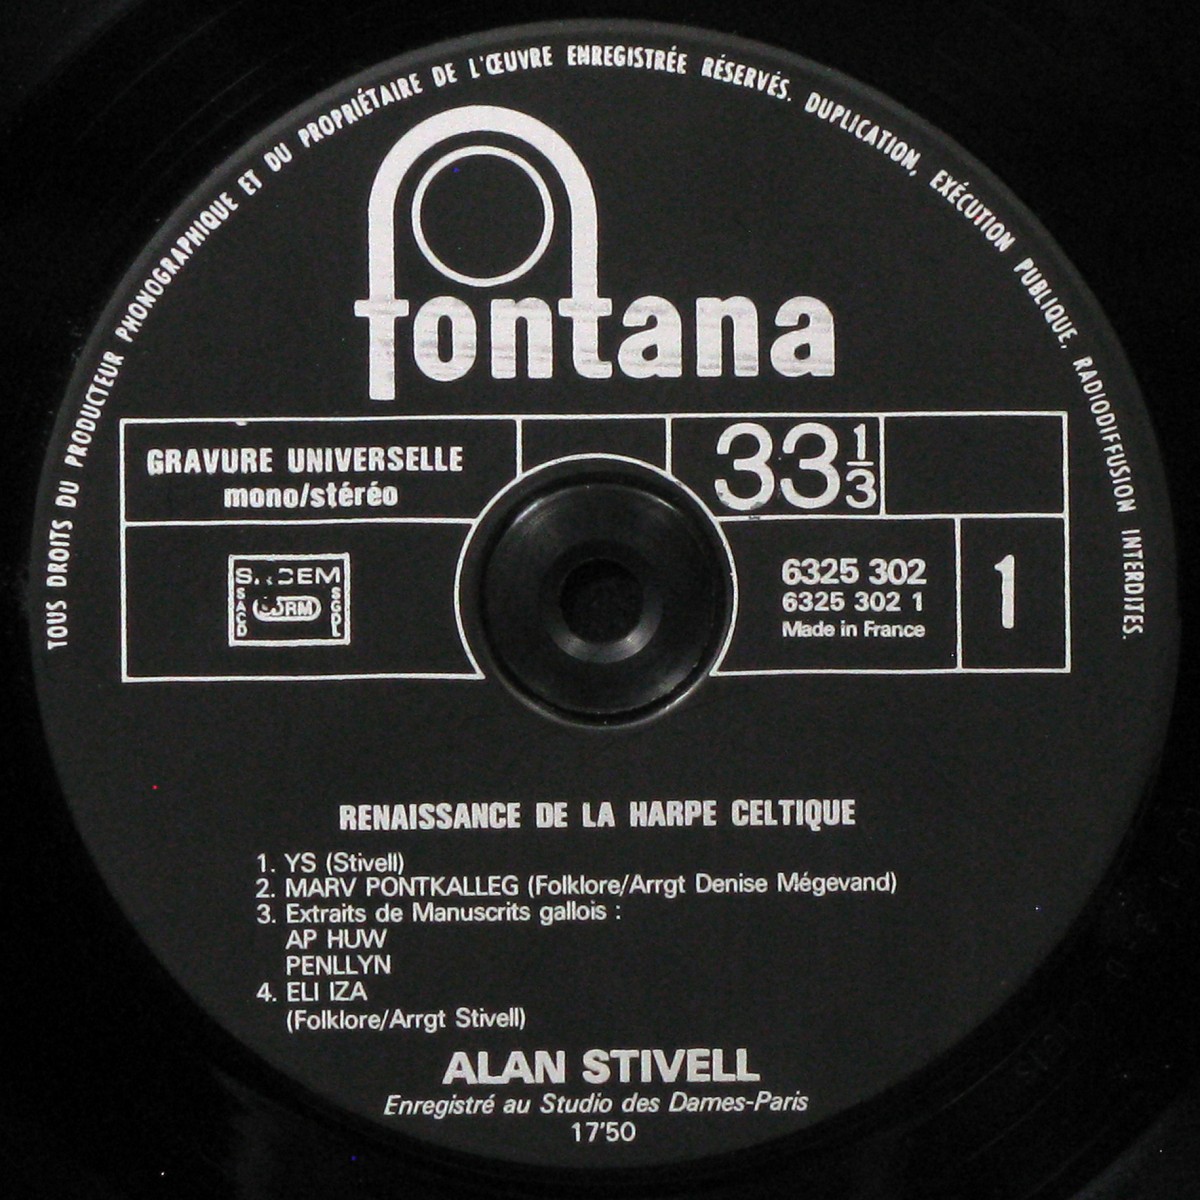 TOUS DROITS DU PRODUCTEUR PHONOGRAPHIQUE ET DU PROPRIÉTAIRE DE L'ŒUVRE ENREGISTRÉE RÉSERVÉS. DUPLICATION, EXÉCUTION PUBLIQUE, RADIODIFFUSION INTERDITES.
fontana
GRAVURE UNIVERSELLE
mono/stéréo
33 1/3
SACD
SGDL
6325 302
6325 302 1
Made in France
1
RENAISSANCE DE LA HARPE CELTIQUE
1. YS (Stivell)
2. MARV PONTKALLEG (Folklore/Arrgt Denise Mégevand)
3. Extraits de Manuscrits gallois :
AP HUW
PENLLYN
4. ELI IZA
(Folklore/Arrgt Stivell)
ALAN STIVELL
Enregistré au Studio des Dames-Paris
17'50